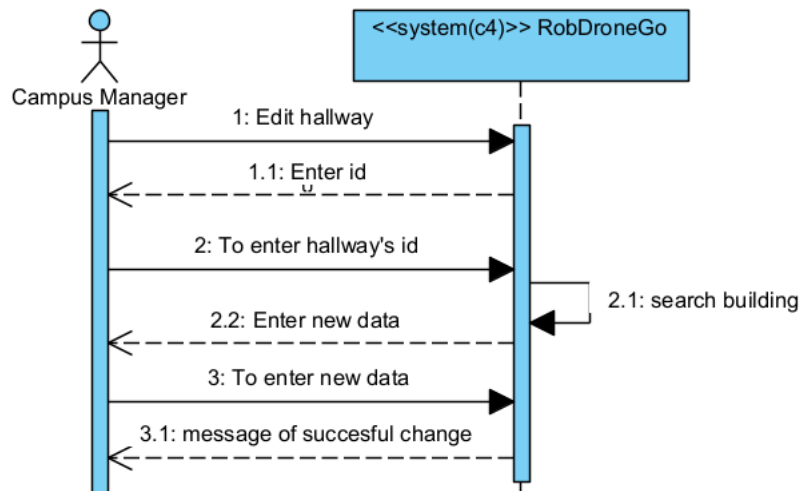 <<system(c4)>> RobDroneGo
Campus Manager
1: Edit hallway
1.1: Enter id
2: To enter hallway's id
2.1: search building
2.2: Enter new data
3: To enter new data
3.1: message of succesful change